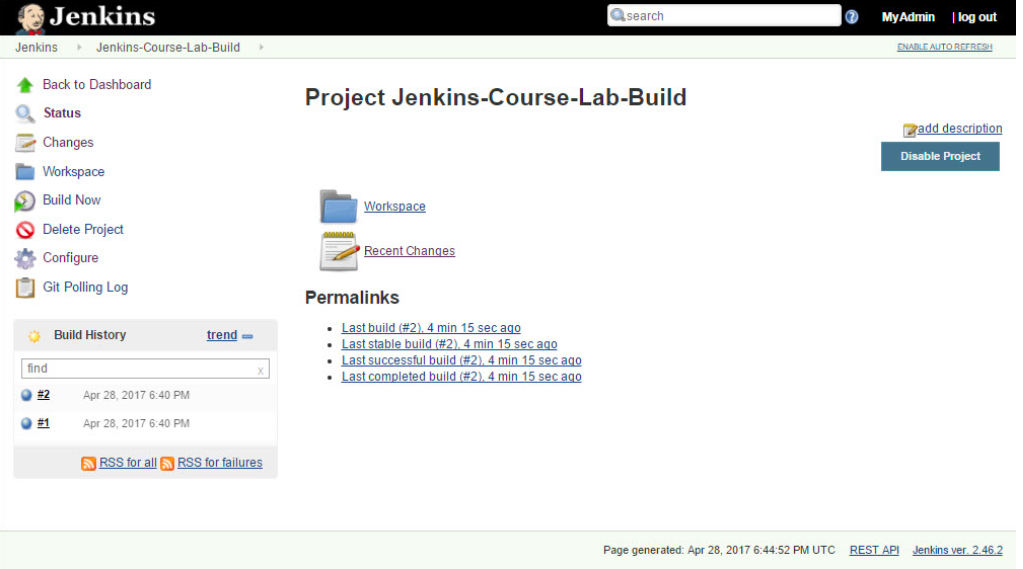 Jenkins
search
MyAdmin | log out
Jenkins Jenkins-Course-Lab-Build
ENABLE AUTO REFRESH
Back to Dashboard
Status
Changes
Workspace
Build Now
Delete Project
Configure
Git Polling Log
Build History trend
find x
#2 Apr 28, 2017 6:40 PM
#1 Apr 28, 2017 6:40 PM
RSS for all RSS for failures
Project Jenkins-Course-Lab-Build
add description
Disable Project
Workspace
Recent Changes
Permalinks
Last build (#2), 4 min 15 sec ago
Last stable build (#2), 4 min 15 sec ago
Last successful build (#2), 4 min 15 sec ago
Last completed build (#2), 4 min 15 sec ago
Page generated: Apr 28, 2017 6:44:52 PM UTC REST API Jenkins ver. 2.46.2